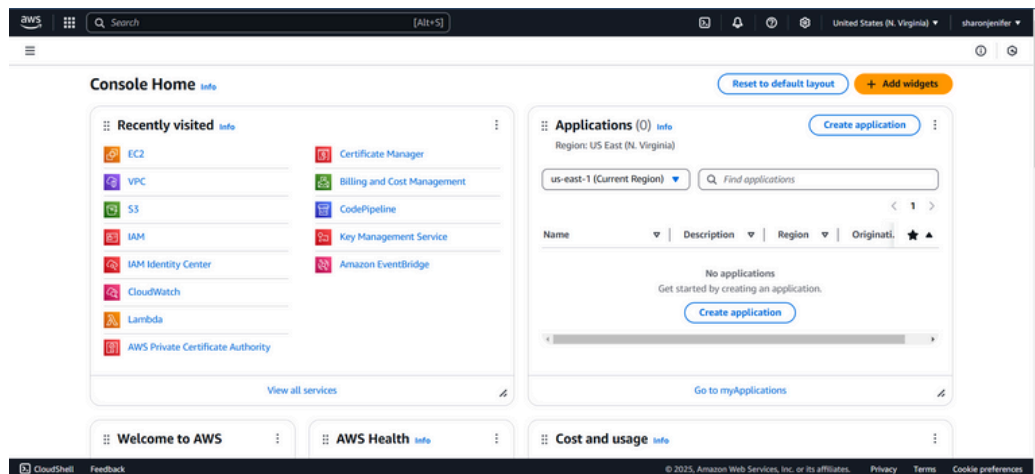 aws
Search [Alt+S]
United States (N. Virginia) ▼
sharonjenifer ▼
Console Home Info
Reset to default layout
+ Add widgets
Recently visited Info
EC2
VPC
S3
IAM
IAM Identity Center
CloudWatch
Lambda
AWS Private Certificate Authority
Certificate Manager
Billing and Cost Management
CodePipeline
Key Management Service
Amazon EventBridge
View all services
Applications (0) Info
Create application
Region: US East (N. Virginia)
us-east-1 (Current Region) ▼
Find applications
< 1 >
Name Description Region Originati.
No applications
Get started by creating an application.
Create application
Go to myApplications
Welcome to AWS
AWS Health Info
Cost and usage Info
CloudShell Feedback
© 2025, Amazon Web Services, Inc. or its affiliates. Privacy Terms Cookie preferences